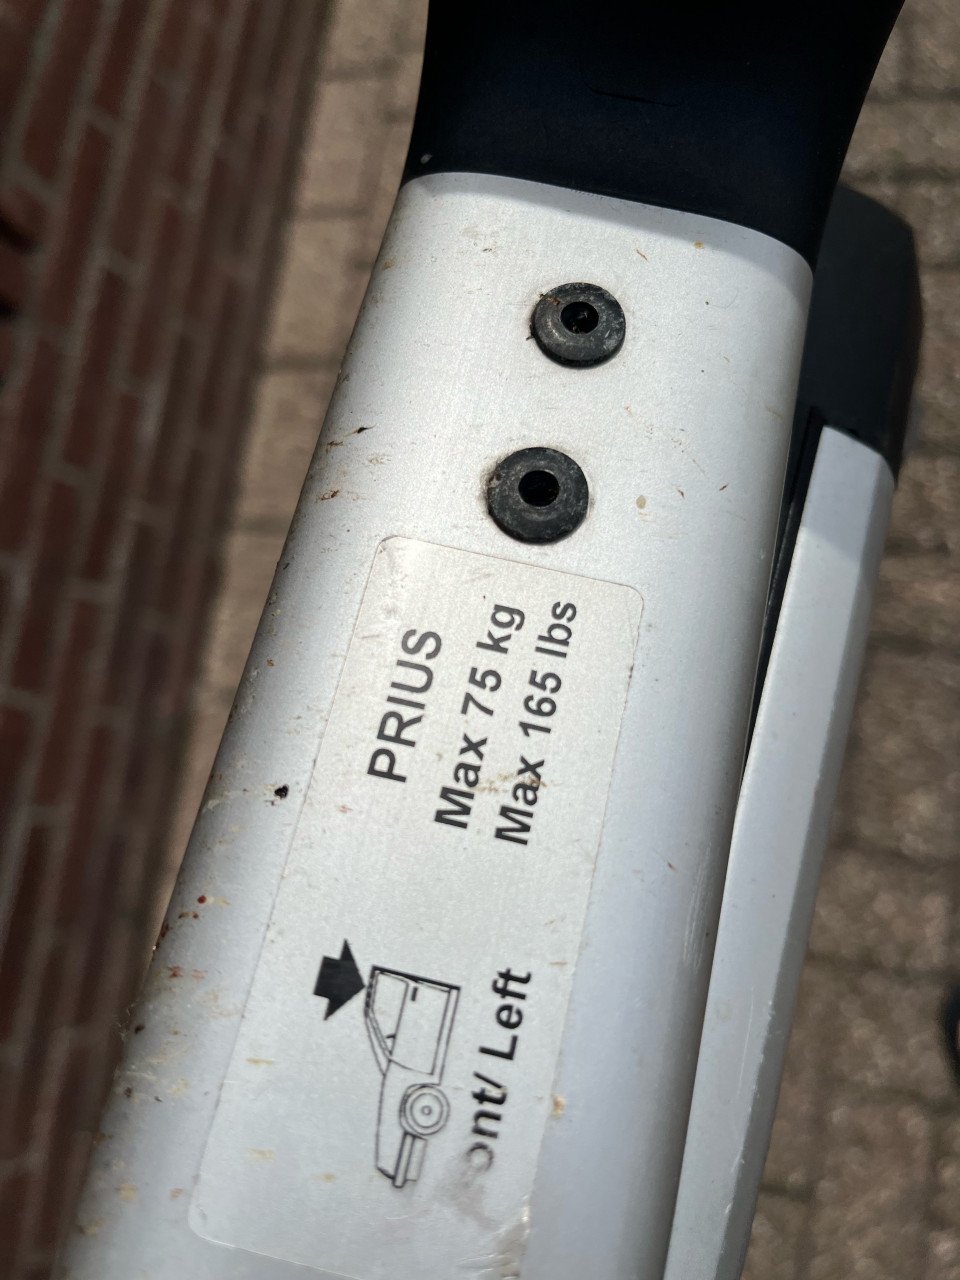 PRIUS
Max 75 kg
Max 165 lbs
ont/ Left